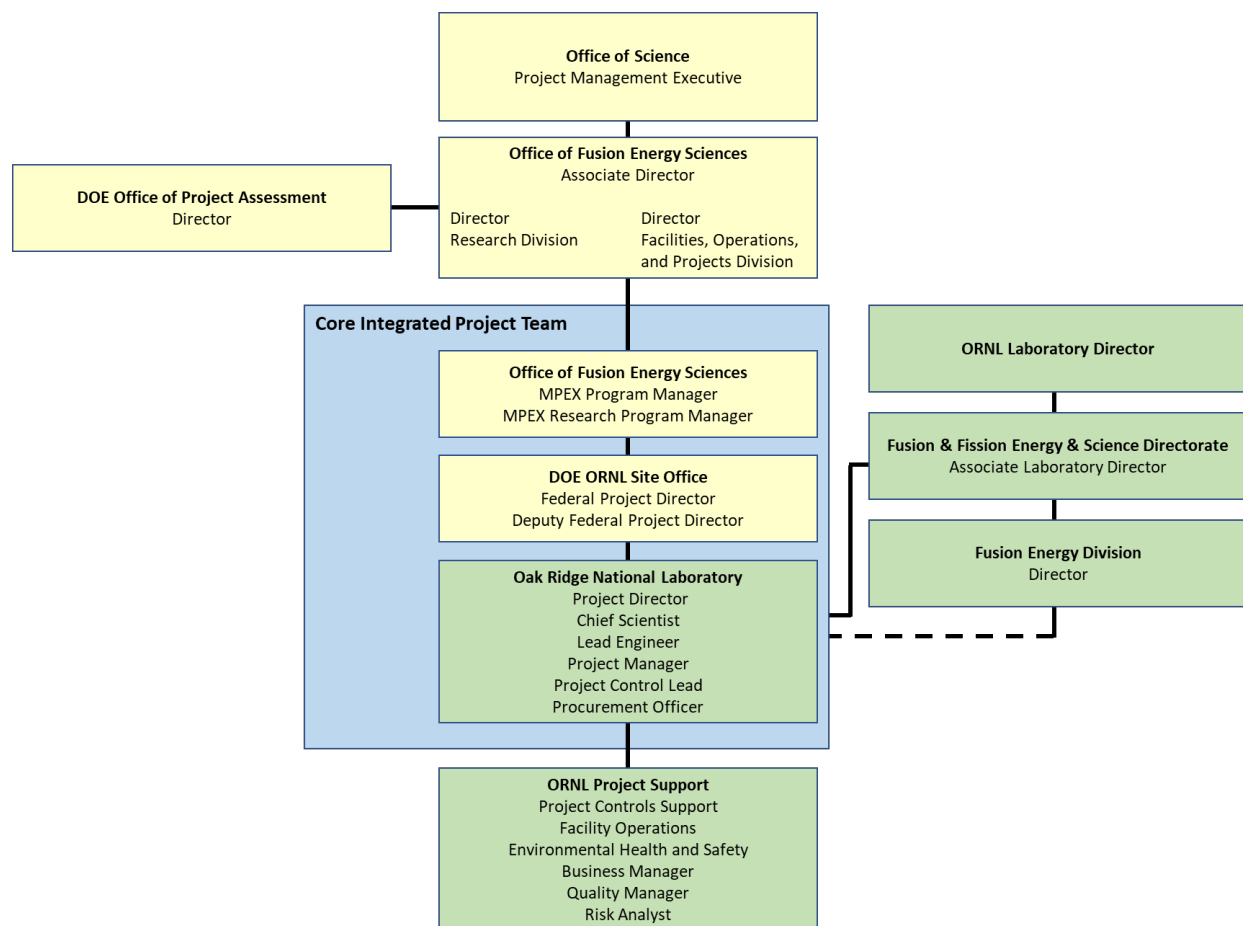 Office of Science
Project Management Executive
Office of Fusion Energy Sciences
Associate Director
Director
Research Division
Director
Facilities, Operations,
and Projects Division
DOE Office of Project Assessment
Director
Core Integrated Project Team
Office of Fusion Energy Sciences
MPEX Program Manager
MPEX Research Program Manager
DOE ORNL Site Office
Federal Project Director
Deputy Federal Project Director
Oak Ridge National Laboratory
Project Director
Chief Scientist
Lead Engineer
Project Manager
Project Control Lead
Procurement Officer
ORNL Laboratory Director
Fusion & Fission Energy & Science Directorate
Associate Laboratory Director
Fusion Energy Division
Director
ORNL Project Support
Project Controls Support
Facility Operations
Environmental Health and Safety
Business Manager
Quality Manager
Risk Analyst